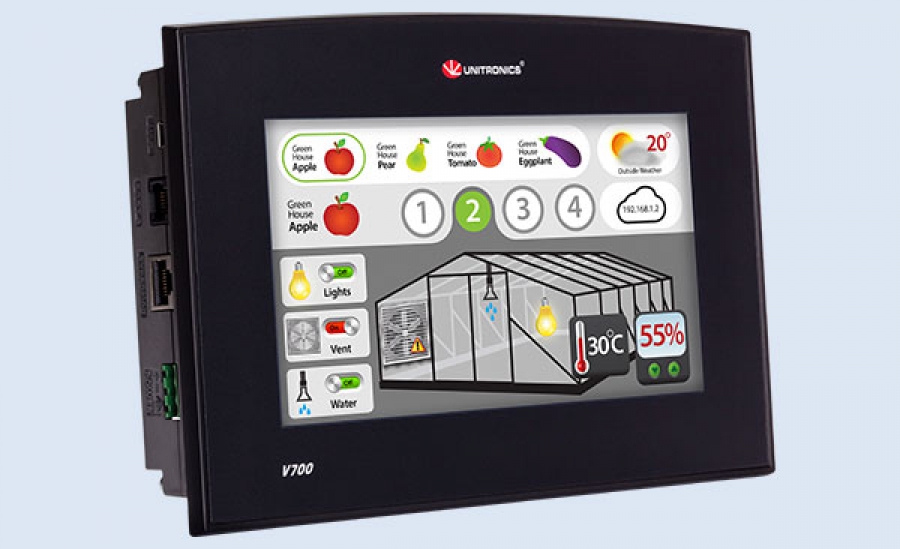 UNITRONICS®
Green House Apple
Green House Pear
Green House Tomato
Green House Eggplant
20°
Outside Weather
Green House Apple
1 2 3 4
192.168.1.2
Off
Lights
On
Vent
Off
Water
30°C
55%
V700